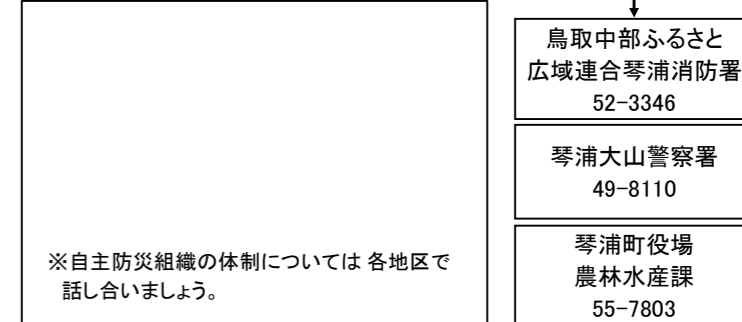 ※自主防災組織の体制については 各地区で
話し合いましょう。
鳥取中部ふるさと
広域連合琴浦消防署
52-3346
琴浦大山警察署
49-8110
琴浦町役場
農林水産課
55-7803